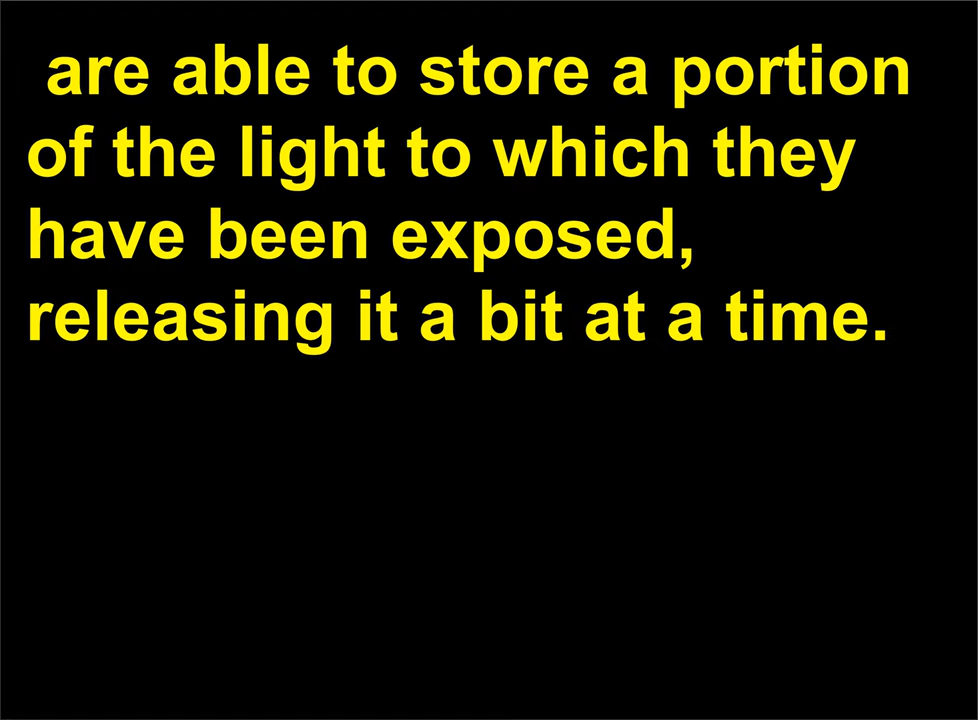 are able to store a portion
of the light to which they
have been exposed,
releasing it a bit at a time.